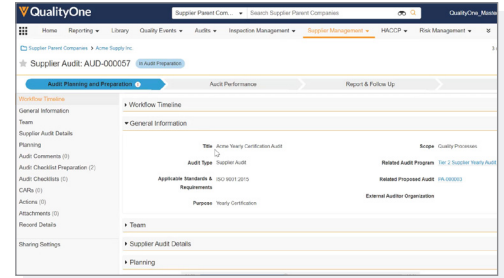 QualityOne
Supplier Parent Com...
Search Supplier Parent Companies
Home
Reporting
Library
Quality Events
Audits
Inspection Management
Supplier Management
HACCP
Risk Management
Supplier Parent Companies > Acme Supply Inc.
Supplier Audit: AUD-000057
In Audit Preparation
Audit Planning and Preparation
Audit Performance
Report & Follow Up
Workflow Timeline
General Information
Team
Supplier Audit Details
Planning
Audit Comments (0)
Audit Checklist Preparation (2)
Audit Checklists (0)
CARs (0)
Actions (0)
Attachments (0)
Record Details
Sharing Settings
Workflow Timeline
General Information
Title Acme Yearly Certification Audit
Scope Quality Processes
Audit Type Supplier Audit
Related Audit Program Tier 2 Supplier Yearly Audit
Applicable Standards & Requirements ISO 9001:2015
Related Proposed Audit PA-000003
Purpose Yearly Certification
External Auditor Organization
Team
Supplier Audit Details
Planning